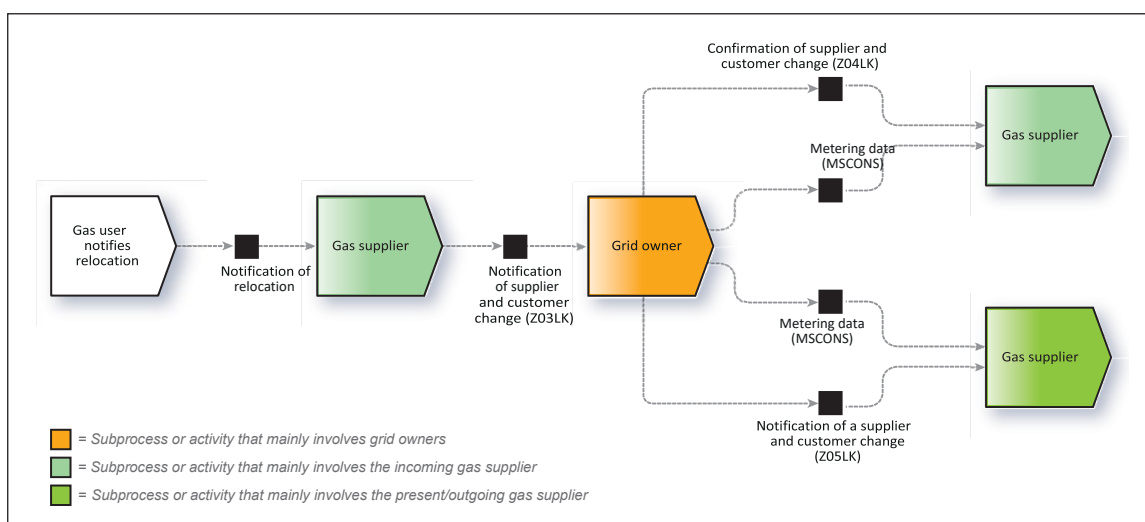 Confirmation of supplier and
customer change (Z04LK)
Gas supplier
Metering data
(MSCONS)
Gas user
notifies
relocation
Notification of
relocation
Gas supplier
Notification
of supplier
and customer
change (Z03LK)
Grid owner
Metering data
(MSCONS)
Gas supplier
Notification of a supplier
and customer change
(Z05LK)
= Subprocess or activity that mainly involves grid owners
= Subprocess or activity that mainly involves the incoming gas supplier
= Subprocess or activity that mainly involves the present/outgoing gas supplier